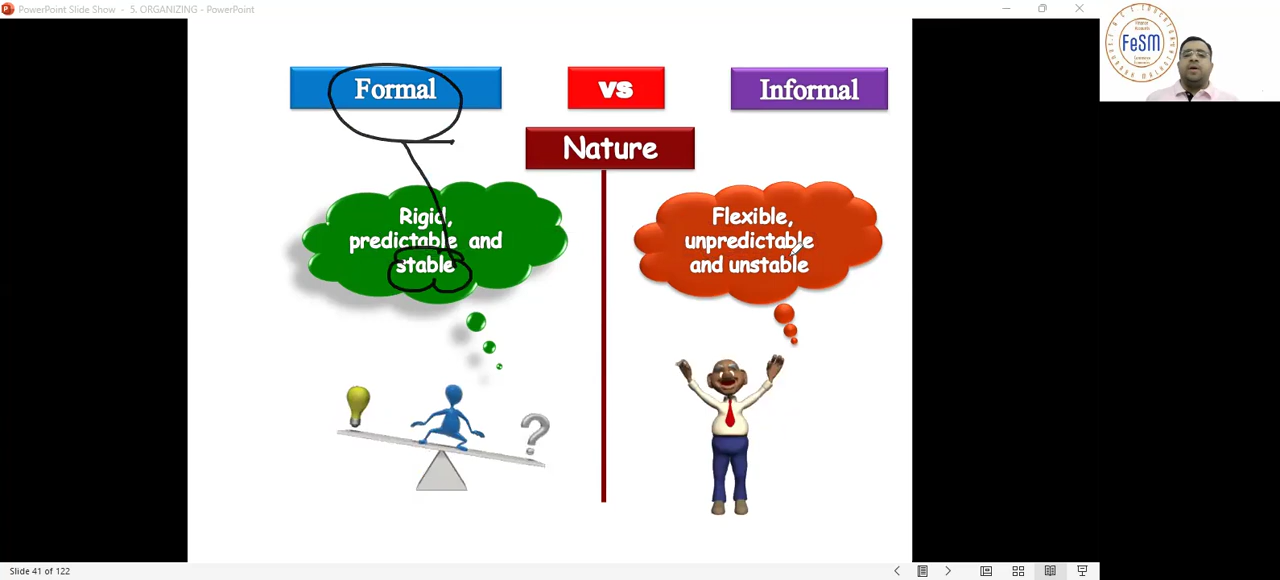 PowerPoint Slide Show - 5. ORGANIZING - PowerPoint
FeSM
Formal
vs
Informal
Nature
Rigid,
predictable and
stable
Flexible,
unpredictable
and unstable
?
Slide 41 of 122